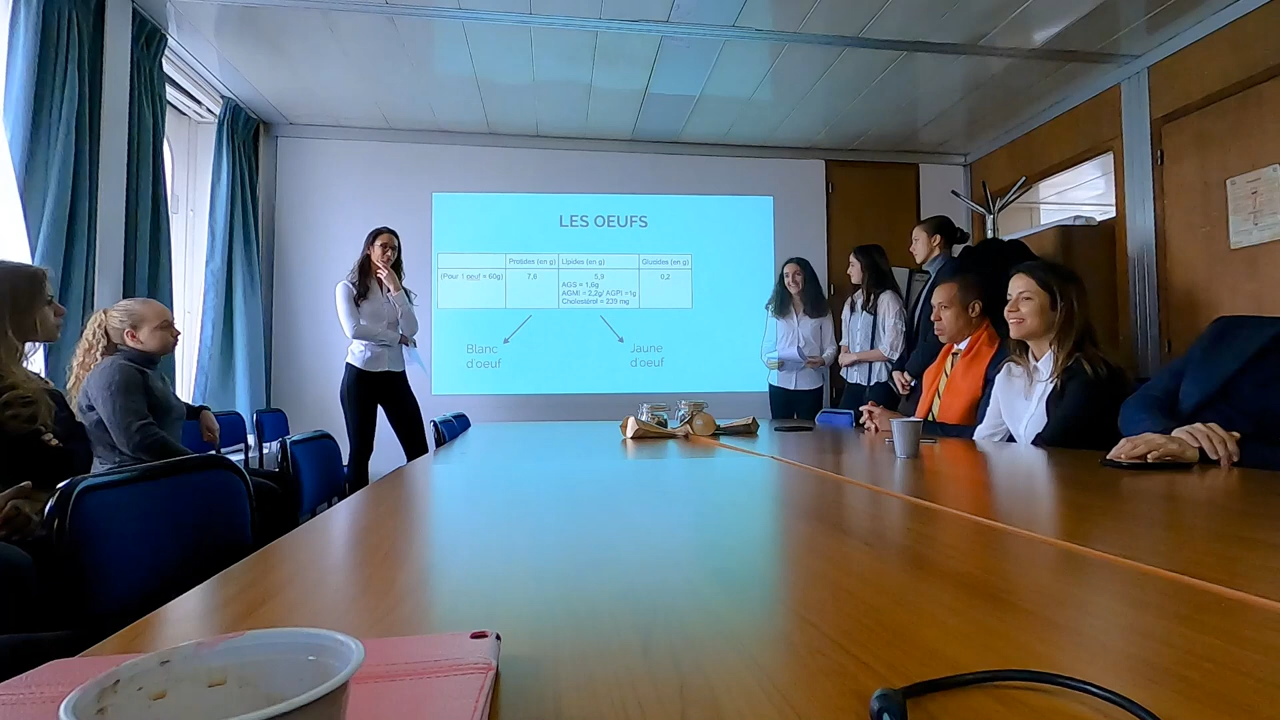 LES OEUFS
Protides (en g) Lipides (en g) Glucides (en g)
(Pour 1 oeuf = 60g) 7,6 5,9 0,2
AGS = 1,6g
AGMI = 2,2g/ AGPI =1g
Cholestérol = 239 mg
Blanc d'oeuf
Jaune d'oeuf